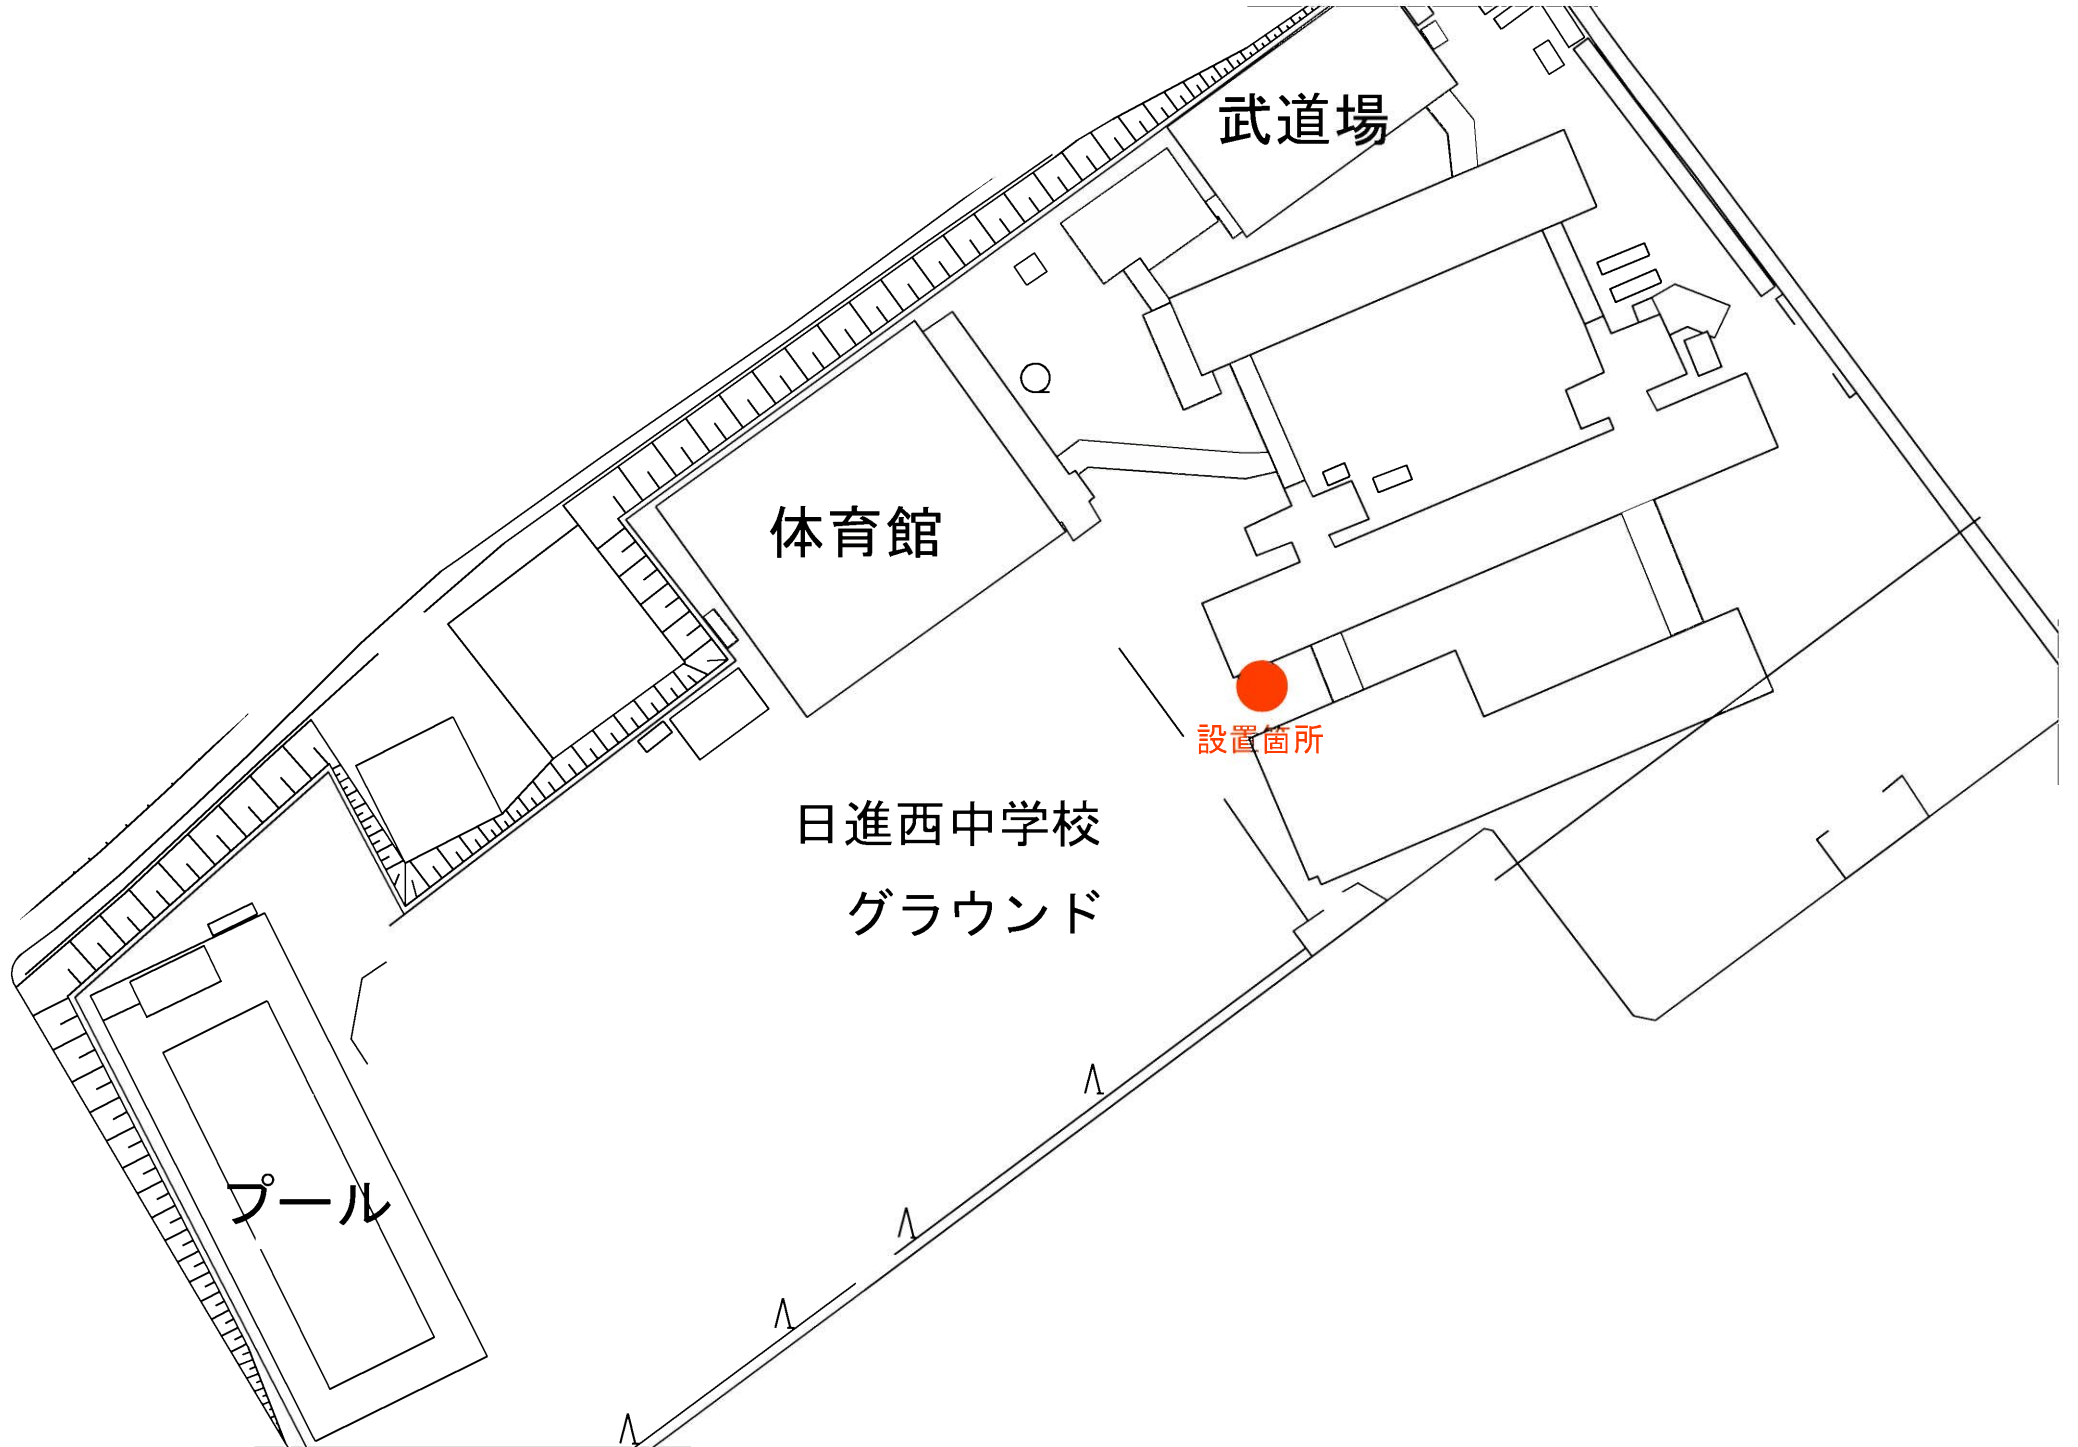 武道場
体育館
設置箇所
日進西中学校
グラウンド
プール